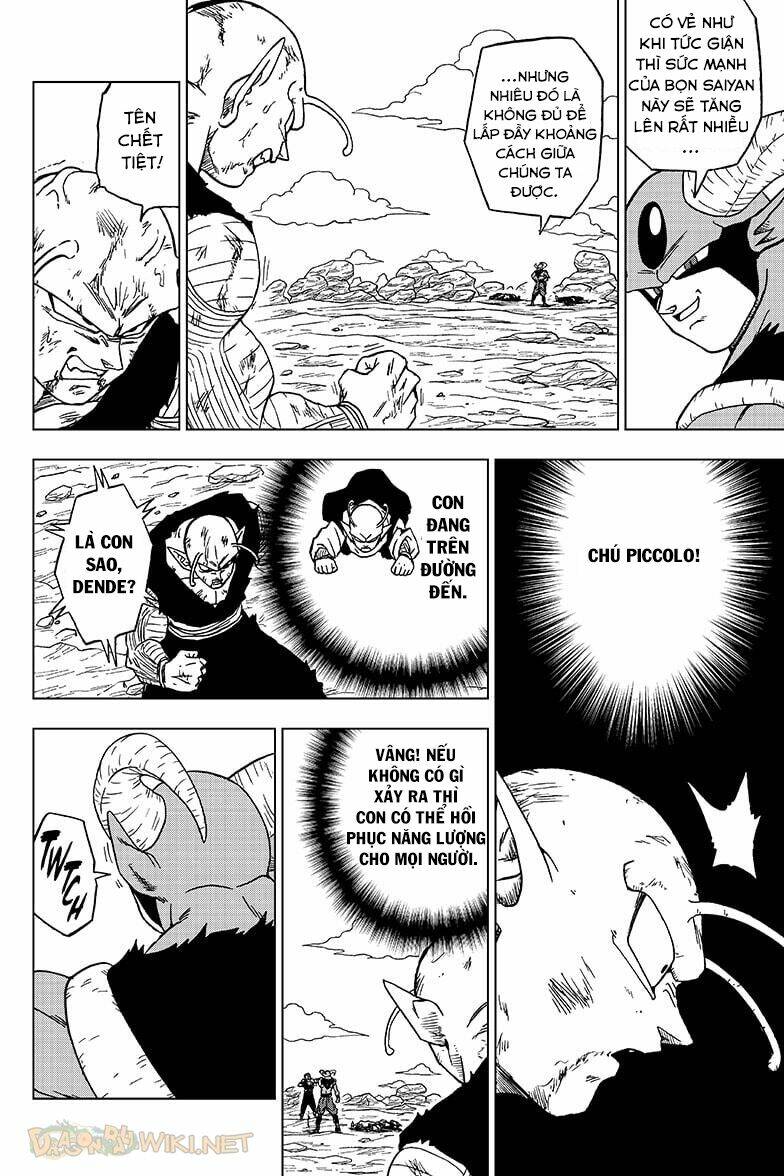 CÓ VẺ NHƯ
KHI TỨC GIẬN
THÌ SỨC MẠNH
CỦA BỌN SAIYAN
NÀY SẼ TĂNG
LÊN RẤT NHIỀU
...
...NHƯNG
NHIÊU ĐÓ LÀ
KHÔNG ĐỦ ĐỂ
LẤP ĐẦY KHOẢNG
CÁCH GIỮA
CHÚNG TA
ĐƯỢC.
TÊN
CHẾT
TIỆT!
CHÚ PICCOLO!
CON
ĐANG
TRÊN
ĐƯỜNG
ĐẾN.
LÀ CON
SAO,
DENDE?
VÂNG! NẾU
KHÔNG CÓ GÌ
XẢY RA THÌ
CON CÓ THỂ HỒI
PHỤC NĂNG LƯỢNG
CHO MỌI NGƯỜI.
TWTCH
DRAGONBALLWIKI.NET